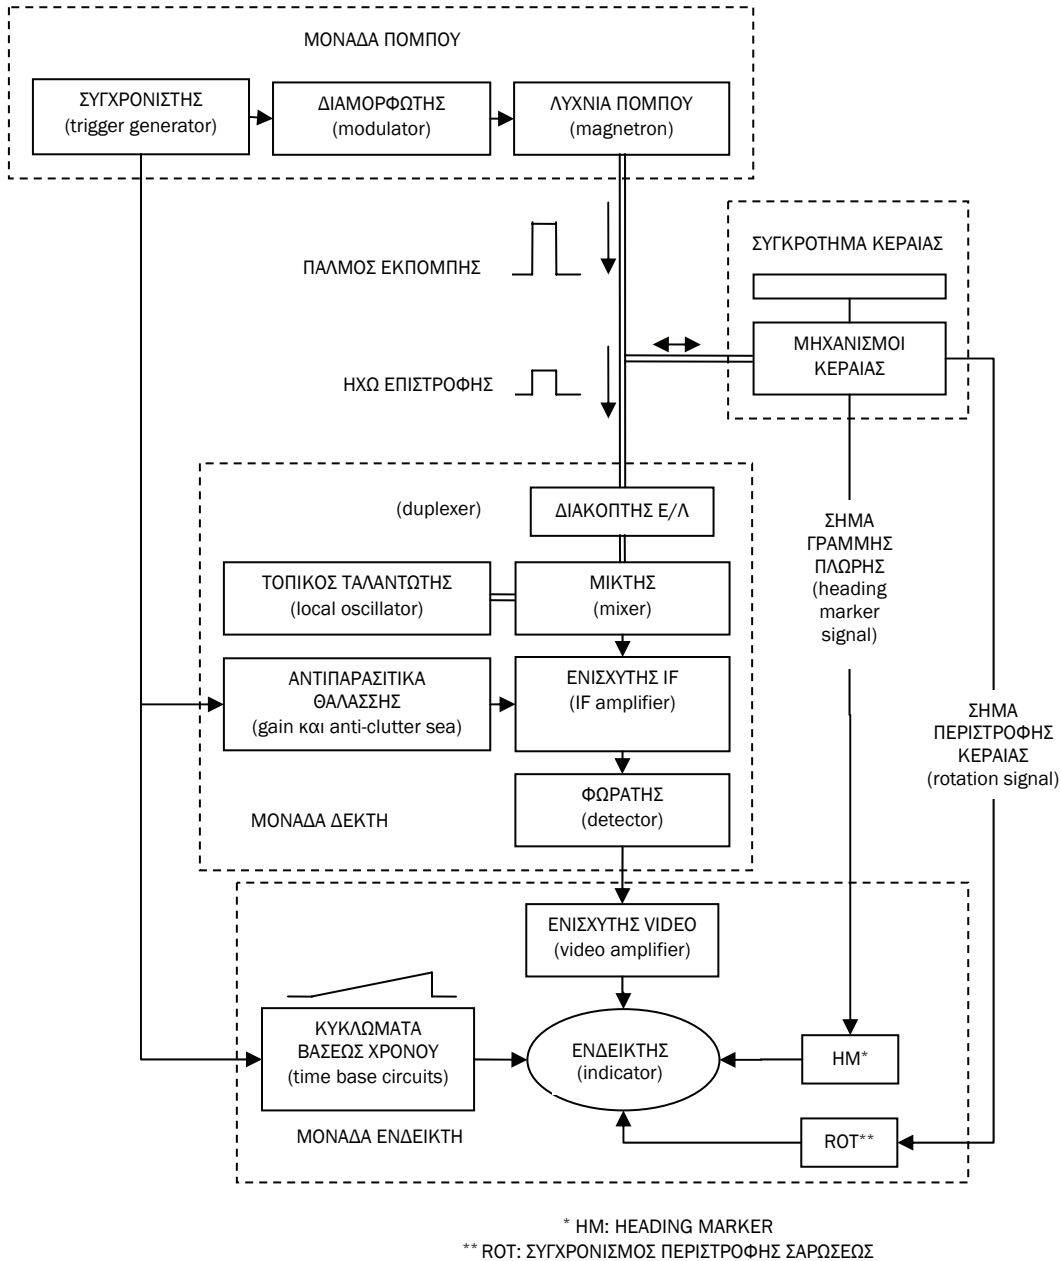 ΜΟΝΑΔΑ ΠΟΜΠΟΥ
ΣΥΓΧΡΟΝΙΣΤΗΣ
(trigger generator)
ΔΙΑΜΟΡΦΩΤΗΣ
(modulator)
ΛΥΧΝΙΑ ΠΟΜΠΟΥ
(magnetron)
ΣΥΓΚΡΟΤΗΜΑ ΚΕΡΑΙΑΣ
ΠΑΛΜΟΣ ΕΚΠΟΜΠΗΣ
ΜΗΧΑΝΙΣΜΟΙ
ΚΕΡΑΙΑΣ
ΗΧΩ ΕΠΙΣΤΡΟΦΗΣ
(duplexer)
ΔΙΑΚΟΠΤΗΣ Ε/Λ
ΣΗΜΑ
ΓΡΑΜΜΗΣ
ΠΛΩΡΗΣ
(heading
marker
signal)
ΤΟΠΙΚΟΣ ΤΑΛΑΝΤΩΤΗΣ
(local oscillator)
ΜΙΚΤΗΣ
(mixer)
ΑΝΤΙΠΑΡΑΣΙΤΙΚΑ
ΘΑΛΑΣΣΗΣ
(gain και anti-clutter sea)
ΕΝΙΣΧΥΤΗΣ IF
(IF amplifier)
ΣΗΜΑ
ΠΕΡΙΣΤΡΟΦΗΣ
ΚΕΡΑΙΑΣ
(rotation signal)
ΦΩΡΑΤΗΣ
(detector)
ΜΟΝΑΔΑ ΔΕΚΤΗ
ΕΝΙΣΧΥΤΗΣ VIDEO
(video amplifier)
ΚΥΚΛΩΜΑΤΑ
ΒΑΣΕΩΣ ΧΡΟΝΟΥ
(time base circuits)
ΕΝΔΕΙΚΤΗΣ
(indicator)
HM*
ΜΟΝΑΔΑ ΕΝΔΕΙΚΤΗ
ROT**
* HM: HEADING MARKER
** ROT: ΣΥΓΧΡΟΝΙΣΜΟΣ ΠΕΡΙΣΤΡΟΦΗΣ ΣΑΡΩΣΕΩΣ